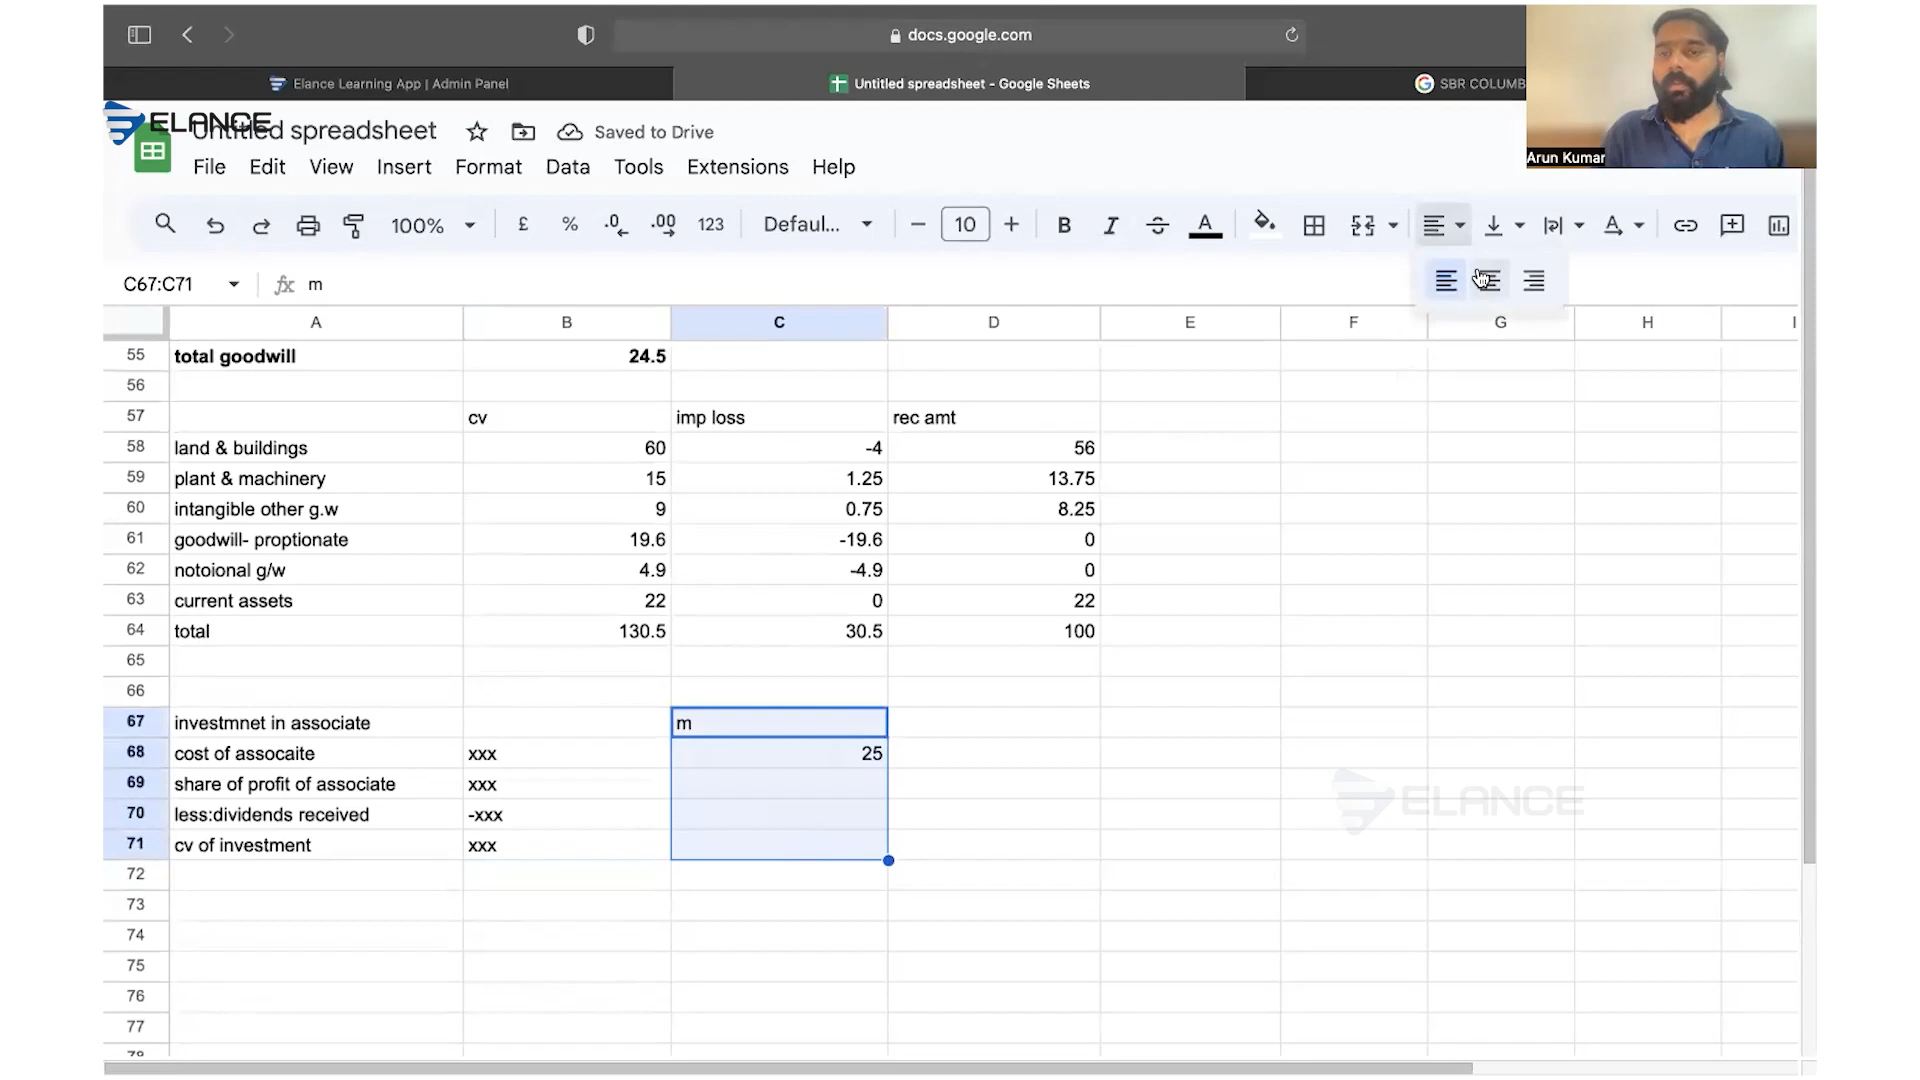 docs.google.com
Elance Learning App | Admin Panel
Untitled spreadsheet - Google Sheets
SBR COLUMB
ELANCE
Untitled spreadsheet
Saved to Drive
Arun Kumar
File Edit View Insert Format Data Tools Extensions Help
100% £ % .0 .00 123 Defaul... 10 B I A
C67:C71 fx m
A B C D E F G H I
55 total goodwill 24.5
56
57 cv imp loss rec amt
58 land & buildings 60 -4 56
59 plant & machinery 15 1.25 13.75
60 intangible other g.w 9 0.75 8.25
61 goodwill- proptionate 19.6 -19.6 0
62 notoional g/w 4.9 -4.9 0
63 current assets 22 0 22
64 total 130.5 30.5 100
65
66
67 investmnet in associate m
68 cost of assocaite xxx 25
69 share of profit of associate xxx
70 less:dividends received -xxx
71 cv of investment xxx
72
73
74
75
76
77
78
ELANCE